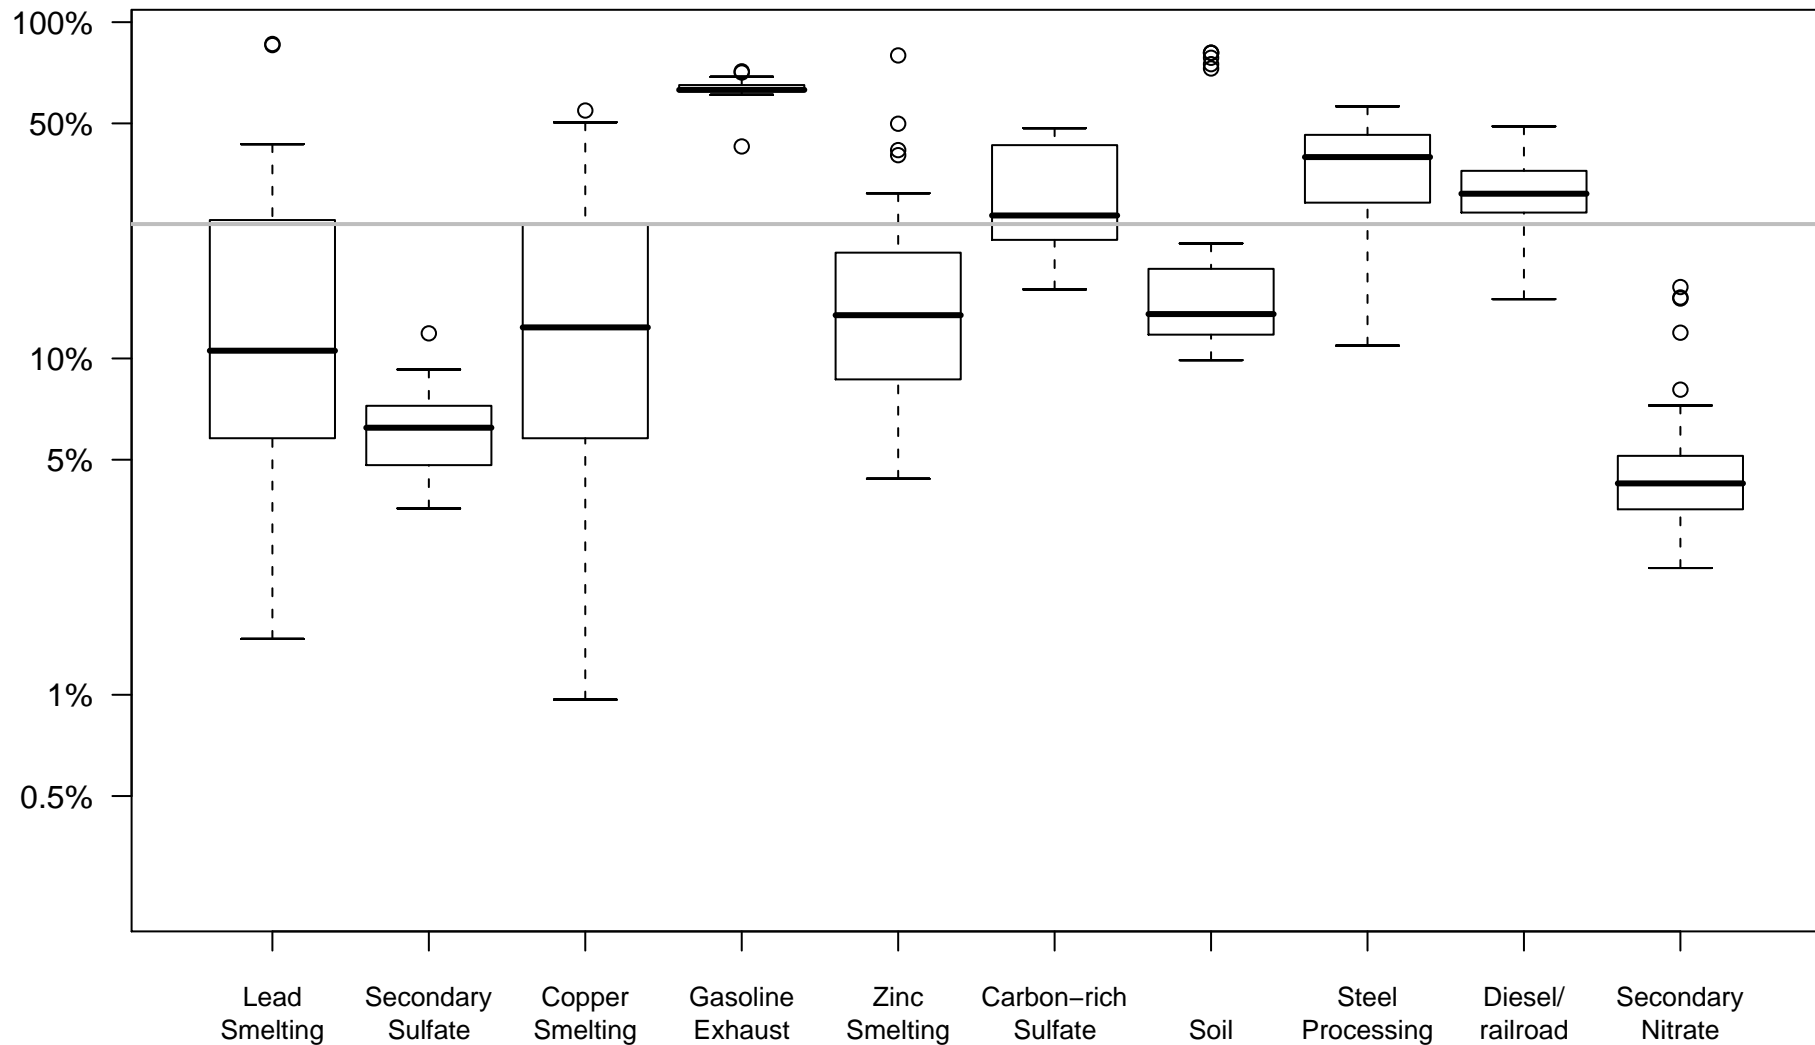 100%
50%
10%
5%
1%
0.5%
Lead
Smelting
Secondary
Sulfate
Copper
Smelting
Gasoline
Exhaust
Zinc
Smelting
Carbon−rich
Sulfate
Soil
Steel
Processing
Diesel/
railroad
Secondary
Nitrate